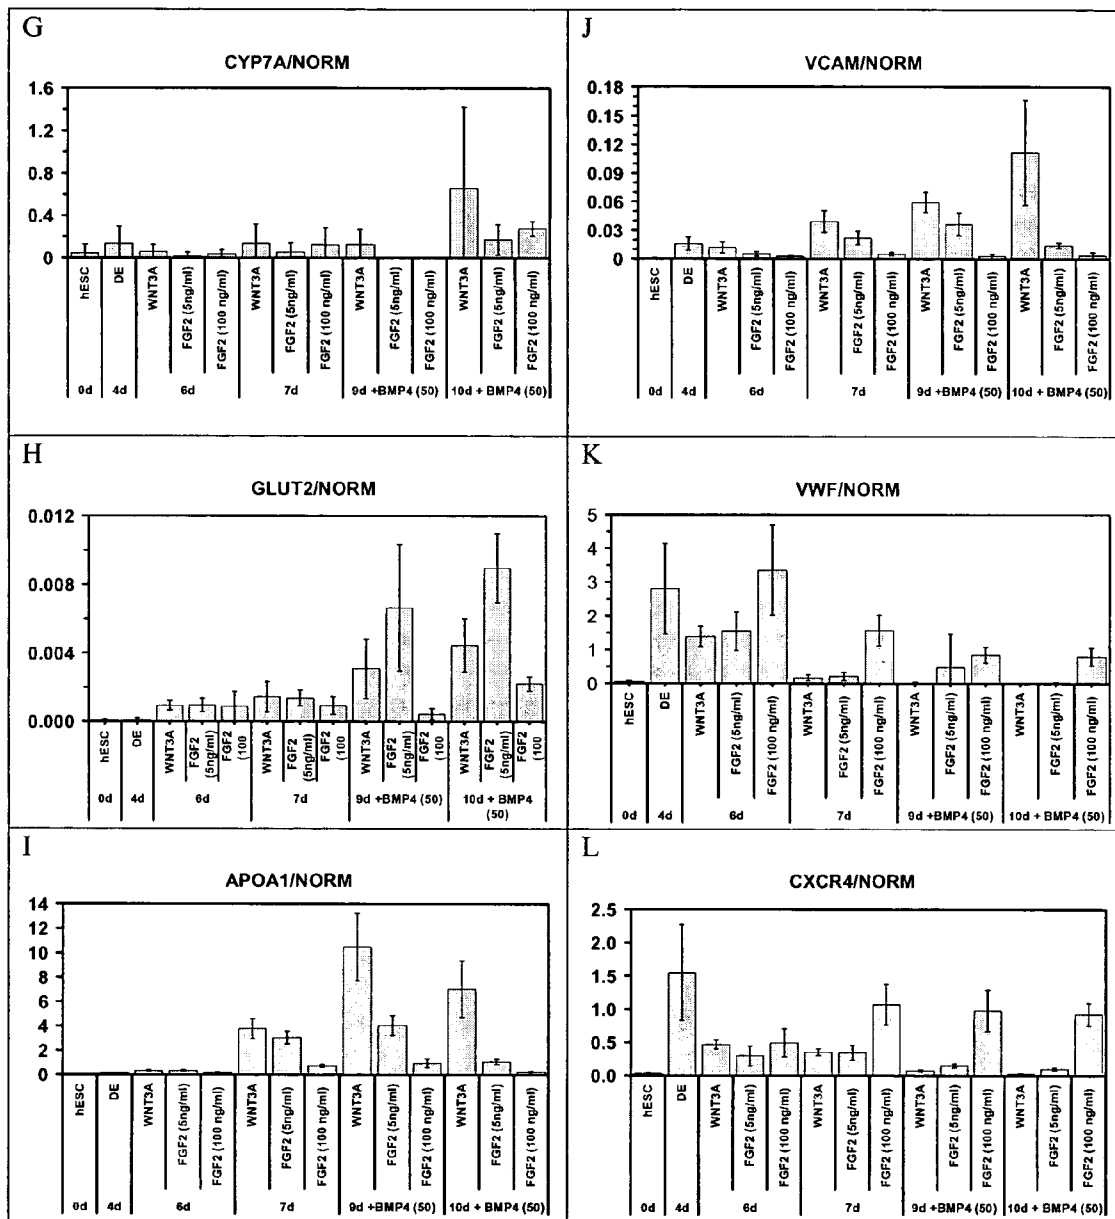 G
CYP7A/NORM
1.6
1.2
0.8
0.4
0
hESC
DE
WNT3A
FGF2 (5ng/ml)
FGF2 (100 ng/ml)
WNT3A
FGF2 (5ng/ml)
FGF2 (100 ng/ml)
WNT3A
FGF2 (5ng/ml)
FGF2 (100 ng/ml)
WNT3A
FGF2 (5ng/ml)
FGF2 (100 ng/ml)
0d
4d
6d
7d
9d +BMP4 (50)
10d + BMP4 (50)
J
VCAM/NORM
0.18
0.15
0.12
0.09
0.06
0.03
0
hESC
DE
WNT3A
FGF2 (5ng/ml)
FGF2 (100 ng/ml)
WNT3A
FGF2 (5ng/ml)
FGF2 (100 ng/ml)
WNT3A
FGF2 (5ng/ml)
FGF2 (100 ng/ml)
WNT3A
FGF2 (5ng/ml)
FGF2 (100 ng/ml)
0d
4d
6d
7d
9d +BMP4 (50)
10d + BMP4 (50)
H
GLUT2/NORM
0.012
0.008
0.004
0.000
hESC
DE
WNT3A
FGF2
(5ng/ml)
FGF2
(100
WNT3A
FGF2
(5ng/ml)
FGF2
(100
WNT3A
FGF2
(5ng/ml)
FGF2
(100
WNT3A
FGF2
(5ng/ml)
FGF2
(100
0d
4d
6d
7d
9d +BMP4 (50)
10d + BMP4
(50)
K
VWF/NORM
5
4
3
2
1
0
hESC
DE
WNT3A
FGF2 (5ng/ml)
FGF2 (100 ng/ml)
WNT3A
FGF2 (5ng/ml)
FGF2 (100 ng/ml)
WNT3A
FGF2 (5ng/ml)
FGF2 (100 ng/ml)
WNT3A
FGF2 (5ng/ml)
FGF2 (100 ng/ml)
0d
4d
6d
7d
9d +BMP4 (50)
10d + BMP4 (50)
I
APOA1/NORM
14
12
10
8
6
4
2
0
hESC
DE
WNT3A
FGF2 (5ng/ml)
FGF2 (100 ng/ml)
WNT3A
FGF2 (5ng/ml)
FGF2 (100 ng/ml)
WNT3A
FGF2 (5ng/ml)
FGF2 (100 ng/ml)
WNT3A
FGF2 (5ng/ml)
FGF2 (100 ng/ml)
0d
4d
6d
7d
9d +BMP4 (50)
10d + BMP4 (50)
L
CXCR4/NORM
2.5
2.0
1.5
1.0
0.5
0.0
hESC
DE
WNT3A
FGF2 (5ng/ml)
FGF2 (100 ng/ml)
WNT3A
FGF2 (5ng/ml)
FGF2 (100 ng/ml)
WNT3A
FGF2 (5ng/ml)
FGF2 (100 ng/ml)
WNT3A
FGF2 (5ng/ml)
FGF2 (100 ng/ml)
0d
4d
6d
7d
9d +BMP4 (50)
10d + BMP4 (50)